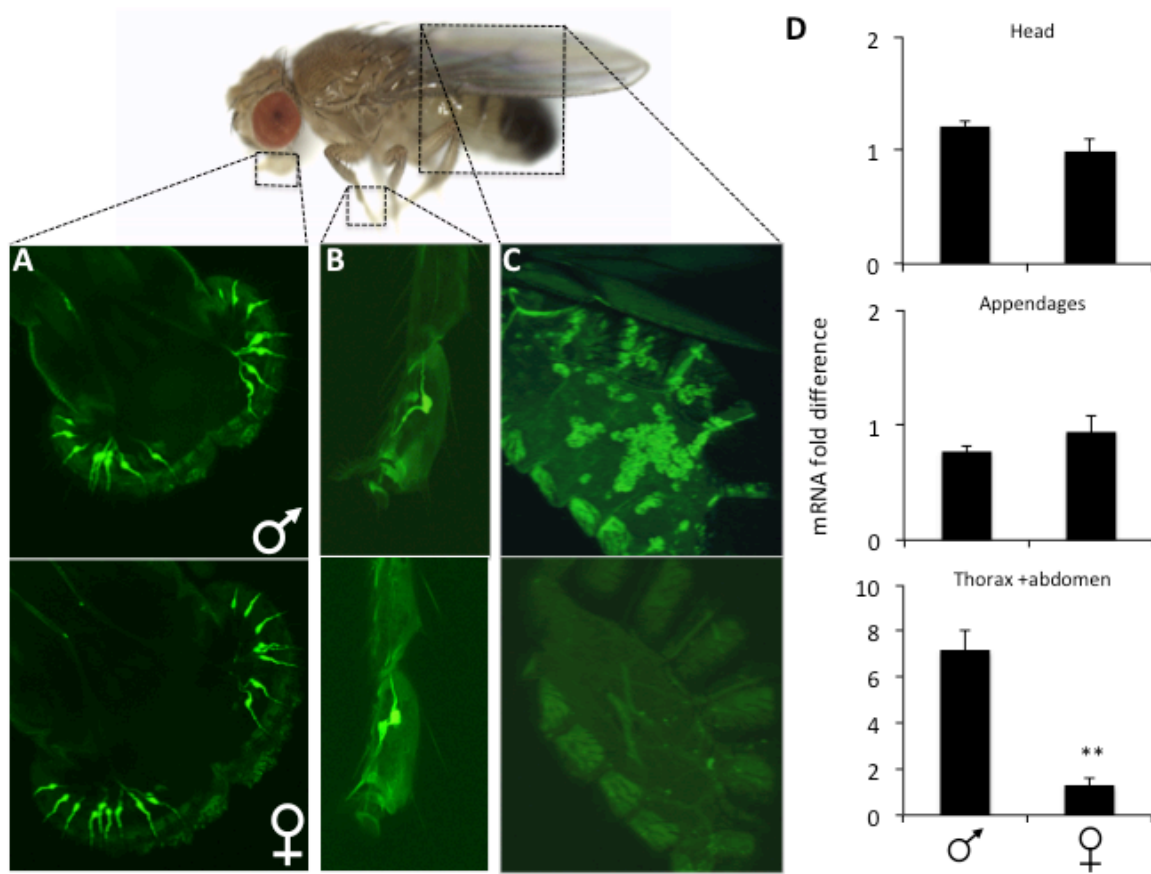 A
B
C
♂
♀
D
mRNA fold difference
Head
2
1
0
Appendages
2
1
0
Thorax +abdomen
10
8
6
4
2
0
**
♂ ♀